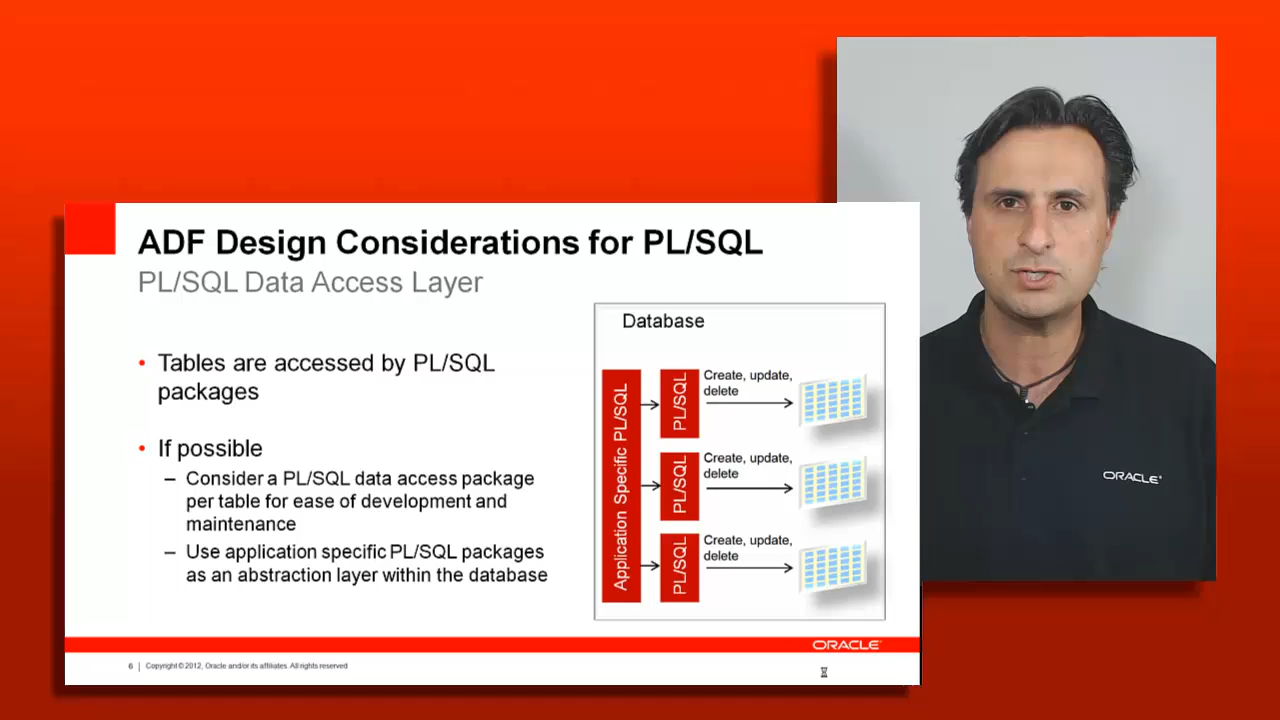 ADF Design Considerations for PL/SQL
PL/SQL Data Access Layer
• Tables are accessed by PL/SQL
packages
• If possible
– Consider a PL/SQL data access package
per table for ease of development and
maintenance
– Use application specific PL/SQL packages
as an abstraction layer within the database
Database
Application Specific PL/SQL
PL/SQL
Create, update,
delete
PL/SQL
Create, update,
delete
PL/SQL
Create, update,
delete
ORACLE
6 | Copyright © 2012, Oracle and/or its affiliates. All rights reserved
ORACLE